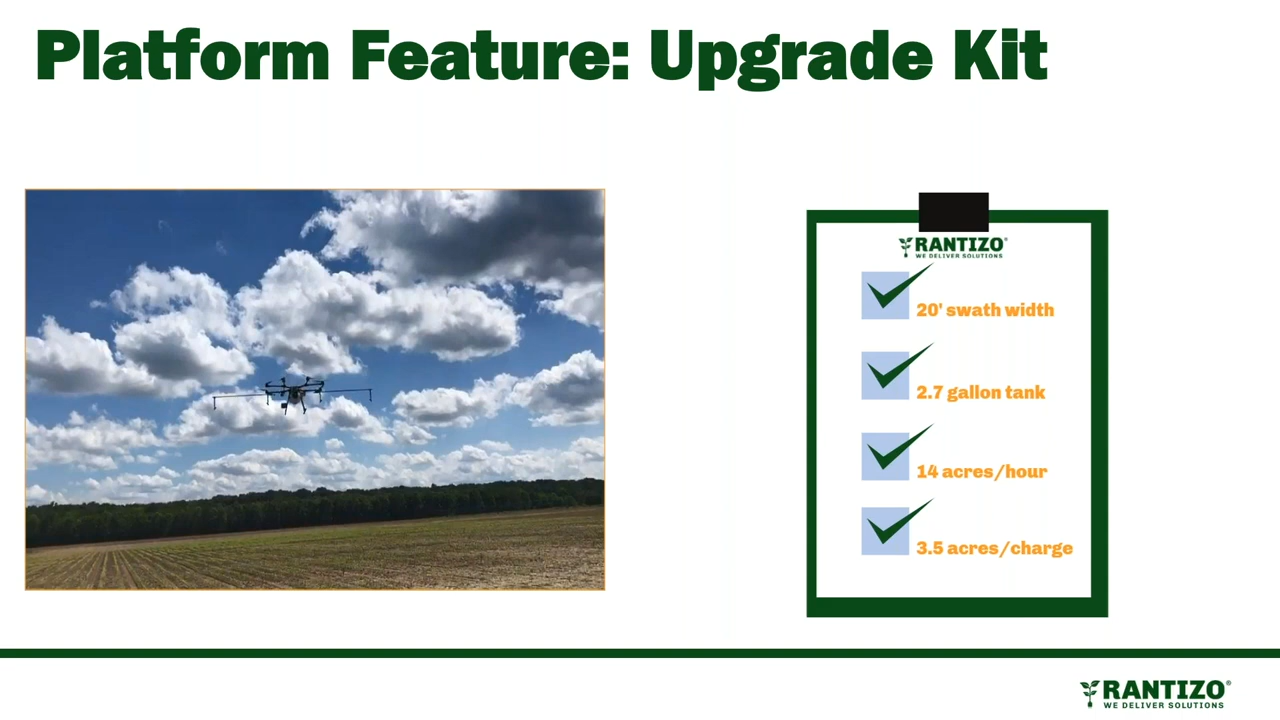 Platform Feature: Upgrade Kit
RANTIZO®
WE DELIVER SOLUTIONS
20' swath width
2.7 gallon tank
14 acres/hour
3.5 acres/charge
RANTIZO®
WE DELIVER SOLUTIONS